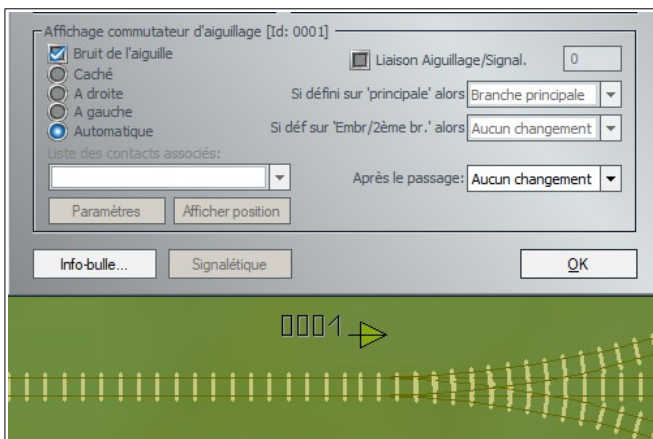 Affichage commutateur d'aiguillage [Id: 0001]
Bruit de l'aiguille
Caché
A droite
A gauche
Automatique
Liste des contacts associés:
Paramètres
Afficher position
Liaison Aiguillage/Signal.
0
Si défini sur 'principale' alors
Branche principale
Si déf sur 'Embr/2ème br.' alors
Aucun changement
Après le passage:
Aucun changement
Info-bulle...
Signalétique
OK
0001